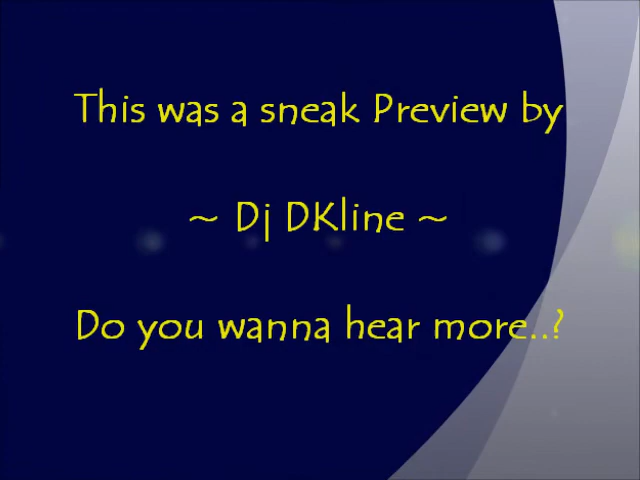 This was a sneak Preview by
~ Dj DKline ~
Do you wanna hear more..?